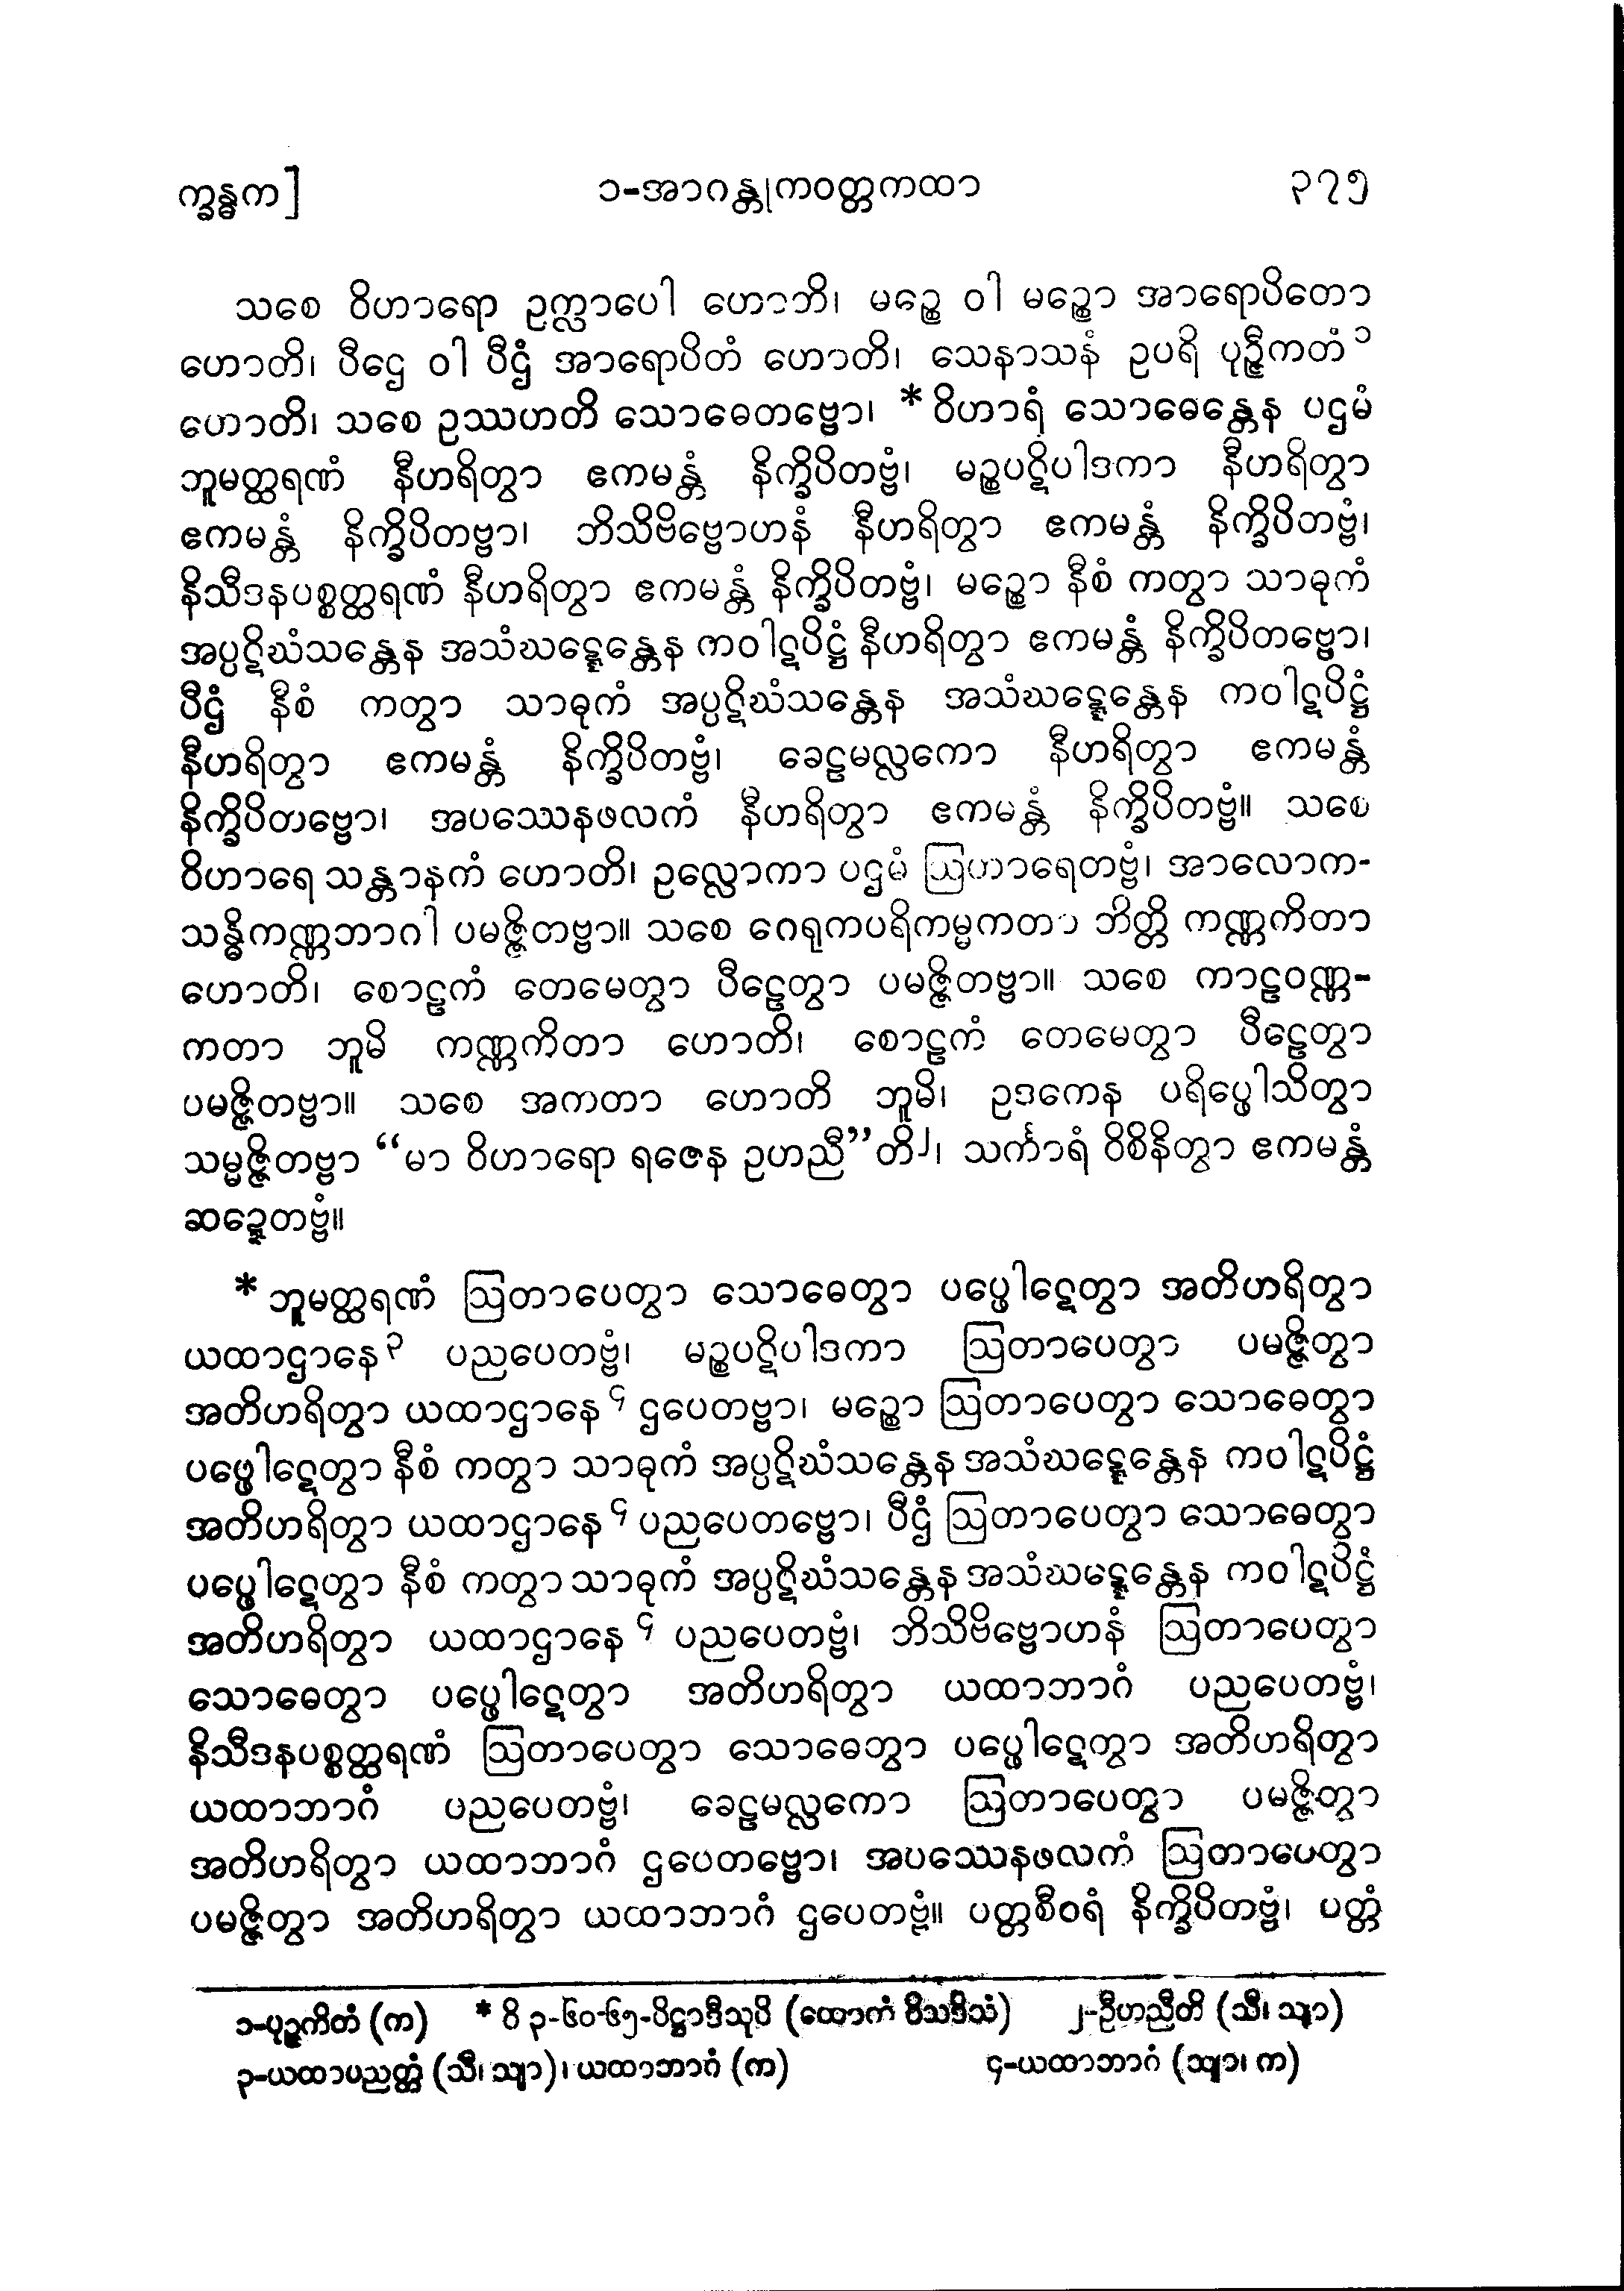 က္ခန္ဓက]
၁-အာဂန္တုကဝတ္တကထာ
၃၇၅
သစေ ဝိဟာရော ဥက္လာပေါ ဟောတိ၊ မဉ္စေ ဝါ မဉ္စော အာရောပိတော
ဟောတိ၊ ပီဌေ ဝါ ပီဌံ အာရောပိတံ ဟောတိ၊ သေနာသနံ ဥပရိ ပုဉ္ဇီကတံ ၁
ဟောတိ၊ သစေ ဥဿဟတိ သောဓေတဗ္ဗော၊ * ဝိဟာရံ သောဓေန္တေန ပဌမံ
ဘူမတ္ထရဏံ နီဟရိတွာ ဧကမန္တံ နိက္ခိပိတဗ္ဗံ၊ မဉ္စပဋိပါဒကာ နီဟရိတွာ
ဧကမန္တံ နိက္ခိပိတဗ္ဗာ၊ ဘိသိဗိဗ္ဗောဟနံ နီဟရိတွာ ဧကမန္တံ နိက္ခိပိတဗ္ဗံ၊
နိသီဒနပစ္စတ္ထရဏံ နီဟရိတွာ ဧကမန္တံ နိက္ခိပိတဗ္ဗံ၊ မဉ္စော နီစံ ကတွာ သာဓုကံ
အပ္ပဋိဃံသန္တေန အသံဃဋ္ဋေန္တေန ကဝါဋပိဋ္ဌံ နီဟရိတွာ ဧကမန္တံ နိက္ခိပိတဗ္ဗော၊
ပီဌံ နီစံ ကတွာ သာဓုကံ အပ္ပဋိဃံသန္တေန အသံဃဋ္ဋေန္တေန ကဝါဋပိဋ္ဌံ
နီဟရိတွာ ဧကမန္တံ နိက္ခိပိတဗ္ဗံ၊ ခေဠမလ္လကော နီဟရိတွာ ဧကမန္တံ
နိက္ခိပိတဗ္ဗော၊ အပဿေနဖလကံ နီဟရိတွာ ဧကမန္တံ နိက္ခိပိတဗ္ဗံ။ သစေ
ဝိဟာရေ သန္တာနကံ ဟောတိ၊ ဥလ္လောကာ ပဌမံ ဩဟာရေတဗ္ဗံ၊ အာလောက-
သန္ဓိကဏ္ဏဘာဂါ ပမဇ္ဇိတဗ္ဗာ။ သစေ ဂေရုကပရိကမ္မကတာ ဘိတ္တိ ကဏ္ဏကိတာ
ဟောတိ၊ စောဠကံ တေမေတွာ ပီဠေတွာ ပမဇ္ဇိတဗ္ဗာ။ သစေ ကာဠဝဏ္ဏ-
ကတာ ဘူမိ ကဏ္ဏကိတာ ဟောတိ၊ စောဠကံ တေမေတွာ ပီဠေတွာ
ပမဇ္ဇိတဗ္ဗာ။ သစေ အကတာ ဟောတိ ဘူမိ၊ ဥဒကေန ပရိပ္ဖေါသိတွာ
သမ္မဇ္ဇိတဗ္ဗာ “မာ ဝိဟာရော ရဇေန ဥဟညီ”တိ၂၊ သင်္ကာရံ ဝိစိနိတွာ ဧကမန္တံ
ဆဍ္ဍေတဗ္ဗံ။
* ဘူမတ္ထရဏံ ဩတာပေတွာ သောဓေတွာ ပပ္ဖေါဋေတွာ အတိဟရိတွာ
ယထာဌာနေ ၃ ပညပေတဗ္ဗံ၊ မဉ္စပဋိပါဒကာ ဩတာပေတွာ ပမဇ္ဇိတွာ
အတိဟရိတွာ ယထာဌာနေ ၄ ဌပေတဗ္ဗာ၊ မဉ္စော ဩတာပေတွာ သောဓေတွာ
ပပ္ဖေါဋေတွာ နီစံ ကတွာ သာဓုကံ အပ္ပဋိဃံသန္တေန အသံဃဋ္ဋေန္တေန ကဝါဋပိဋ္ဌံ
အတိဟရိတွာ ယထာဌာနေ ၄ ပညပေတဗ္ဗော၊ ပီဌံ ဩတာပေတွာ သောဓေတွာ
ပပ္ဖေါဋေတွာ နီစံ ကတွာ သာဓုကံ အပ္ပဋိဃံသန္တေန အသံဃဋ္ဋေန္တေန ကဝါဋပိဋ္ဌံ
အတိဟရိတွာ ယထာဌာနေ ၄ ပညပေတဗ္ဗံ၊ ဘိသိဗိဗ္ဗောဟနံ ဩတာပေတွာ
သောဓေတွာ ပပ္ဖေါဋေတွာ အတိဟရိတွာ ယထာဘာဂံ ပညပေတဗ္ဗံ၊
နိသီဒနပစ္စတ္ထရဏံ ဩတာပေတွာ သောဓေတွာ ပပ္ဖေါဋေတွာ အတိဟရိတွာ
ယထာဘာဂံ ပညပေတဗ္ဗံ၊ ခေဠမလ္လကော ဩတာပေတွာ ပမဇ္ဇိတွာ
အတိဟရိတွာ ယထာဘာဂံ ဌပေတဗ္ဗော၊ အပဿေနဖလကံ ဩတာပေတွာ
ပမဇ္ဇိတွာ အတိဟရိတွာ ယထာဘာဂံ ဌပေတဗ္ဗံ။ ပတ္တစီဝရံ နိက္ခိပိတဗ္ဗံ၊ ပတ္တံ
၁-ပုဉ္ဇကိတံ (က) * ဝိ ၃-၆၀-၆၅-ပိဋ္ဌာဒီသုပိ (ထောကံ ဝိသဒိသံ) ၂-ဦဟညီတိ (သီ၊ သျာ)
၃-ယထာပညတ္တံ (သီ၊ သျာ)၊ ယထာဘာဂံ (က) ၄-ယထာဘာဂံ (သျာ၊ က)